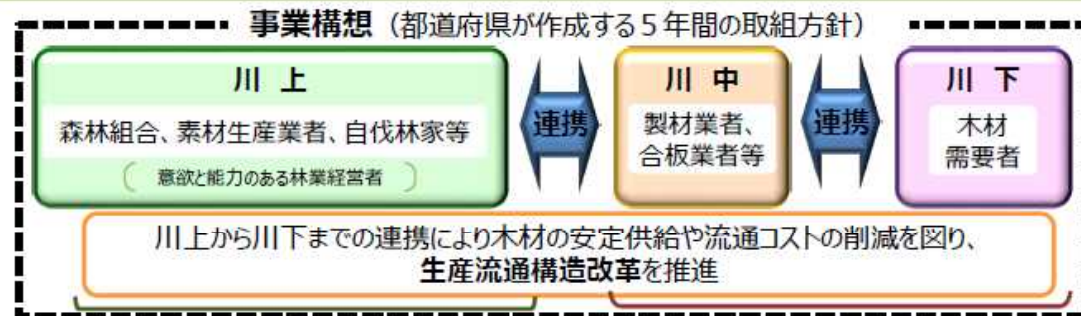 事業構想（都道府県が作成する５年間の取組方針）
川 上
森林組合、素材生産業者、自伐林家等
（ 意欲と能力のある林業経営者 ）
連携
川 中
製材業者、
合板業者等
連携
川 下
木材
需要者
川上から川下までの連携により木材の安定供給や流通コストの削減を図り、
生産流通構造改革を推進